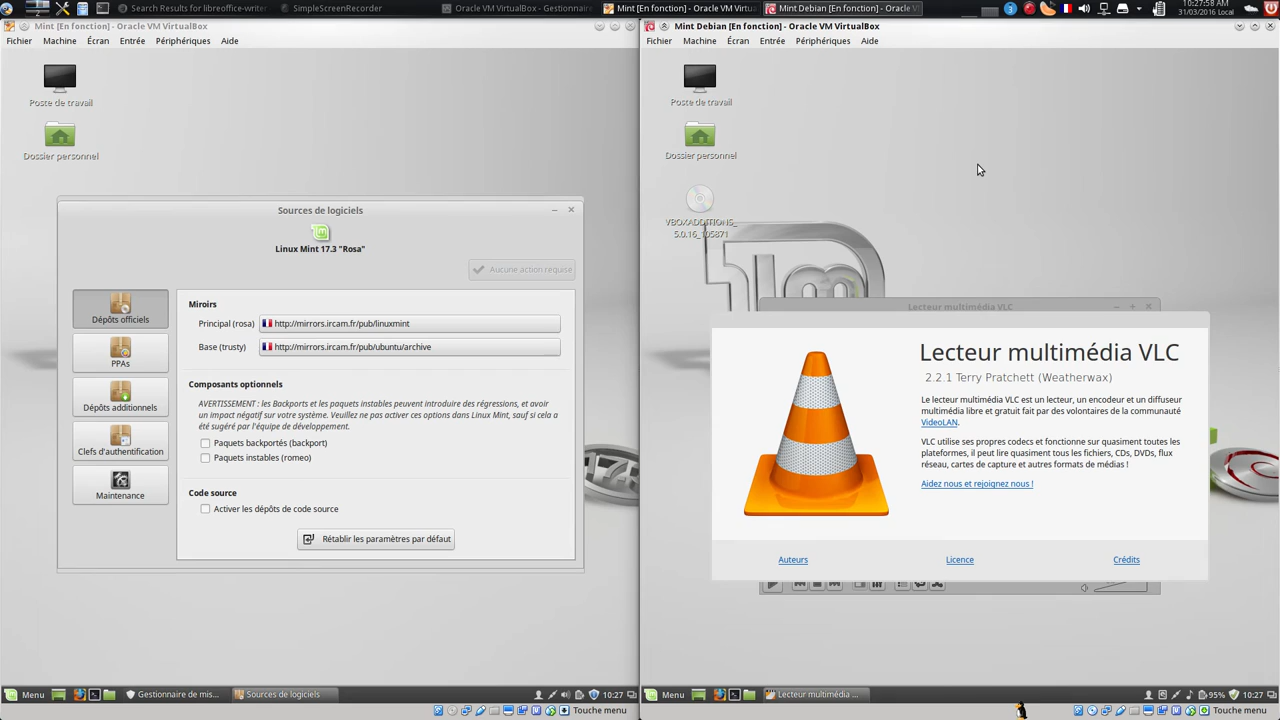 Search Results for libreoffice-writer
SimpleScreenRecorder
Oracle VM VirtualBox - Gestionnaire
Mint [En fonction] - Oracle VM Virtu
Mint Debian [En fonction] - Oracle V
10:27:58 AM
31/03/2016 Local
Mint [En fonction] - Oracle VM VirtualBox
Fichier Machine Écran Entrée Périphériques Aide
Poste de travail
Dossier personnel
Sources de logiciels
Linux Mint 17.3 "Rosa"
Aucune action requise
Dépôts officiels
PPAs
Dépôts additionnels
Clefs d'authentification
Maintenance
Miroirs
Principal (rosa) http://mirrors.ircam.fr/pub/linuxmint
Base (trusty) http://mirrors.ircam.fr/pub/ubuntu/archive
Composants optionnels
AVERTISSEMENT : les Backports et les paquets instables peuvent introduire des régressions, et avoir
un impact négatif sur votre système. Veuillez ne pas activer ces options dans Linux Mint, sauf si cela a
été sugéré par l'équipe de développement.
Paquets backportés (backport)
Paquets instables (romeo)
Code source
Activer les dépôts de code source
Rétablir les paramètres par défaut
Menu
Gestionnaire de mis...
Sources de logiciels
10:27
Touche menu
Mint Debian [En fonction] - Oracle VM VirtualBox
Fichier Machine Écran Entrée Périphériques Aide
Poste de travail
Dossier personnel
VBOXADDITIONS_
5.0.16_105871
Lecteur multimédia VLC
Lecteur multimédia VLC
2.2.1 Terry Pratchett (Weatherwax)
Le lecteur multimédia VLC est un lecteur, un encodeur et un diffuseur
multimédia libre et gratuit fait par des volontaires de la communauté
VideoLAN.
VLC utilise ses propres codecs et fonctionne sur quasiment toutes les
plateformes, il peut lire quasiment tous les fichiers, CDs, DVDs, flux
réseau, cartes de capture et autres formats de médias !
Aidez nous et rejoignez nous !
Auteurs
Licence
Crédits
Menu
Lecteur multimédia ...
95%
10:27
Touche menu